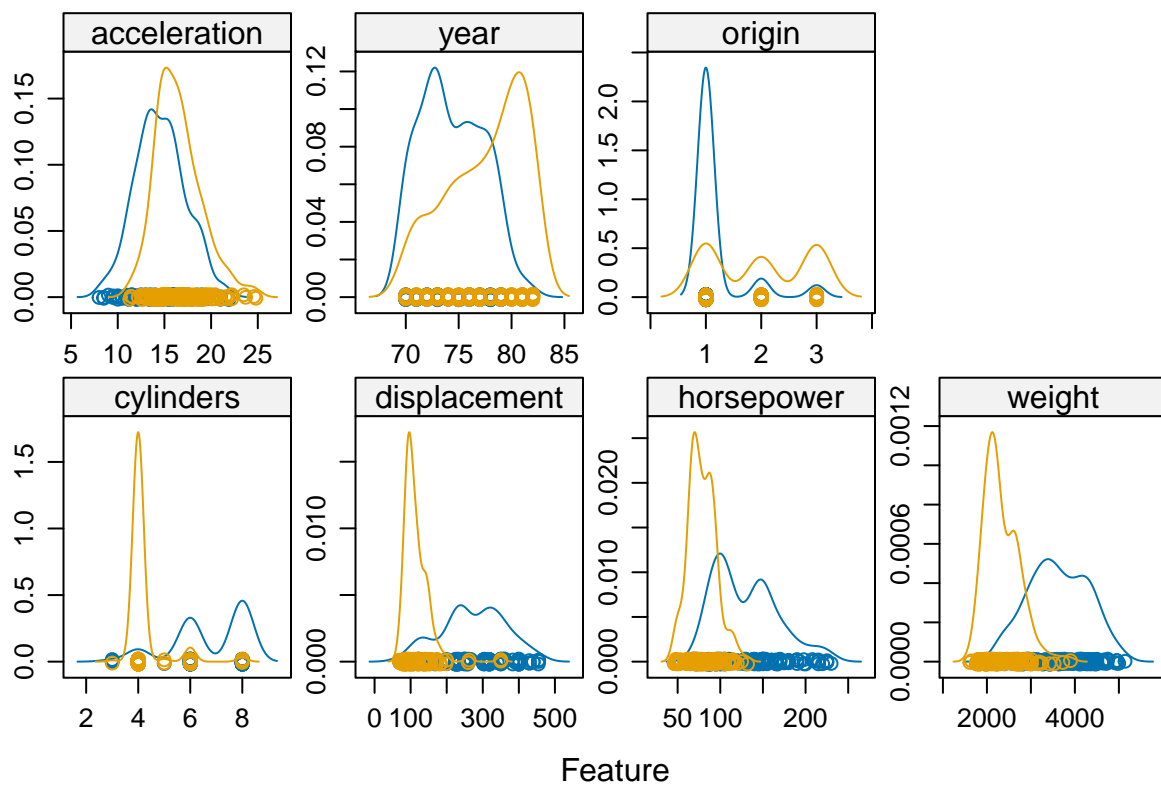 acceleration
year
origin
0.00 0.05 0.10 0.15
0.00 0.04 0.08 0.12
0.0 0.5 1.0 1.5 2.0
5 10 15 20 25
70 75 80 85
1 2 3
cylinders
displacement
horsepower
weight
0.0 0.5 1.0 1.5
0.000 0.010
0.000 0.010 0.020
0.0000 0.0006 0.0012
2 4 6 8
0 100 300 500
50 100 200
2000 4000
Feature